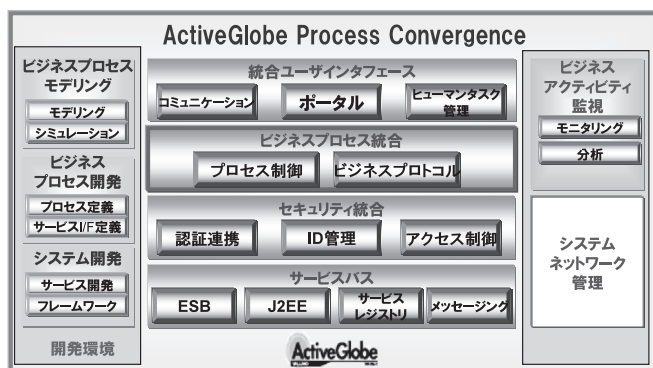 ActiveGlobe Process Convergence
ビジネスプロセス
モデリング
モデリング
シミュレーション
ビジネス
プロセス開発
プロセス定義
サービスI/F定義
システム開発
サービス開発
フレームワーク
開発環境
統合ユーザインタフェース
コミュニケーション
ポータル
ヒューマンタスク
管理
ビジネスプロセス統合
プロセス制御
ビジネスプロトコル
セキュリティ統合
認証連携
ID管理
アクセス制御
サービスバス
ESB
J2EE
サービス
レジストリ
メッセージング
ActiveGlobe
ビジネス
アクティビティ
監視
モニタリング
分析
システム
ネットワーク
管理